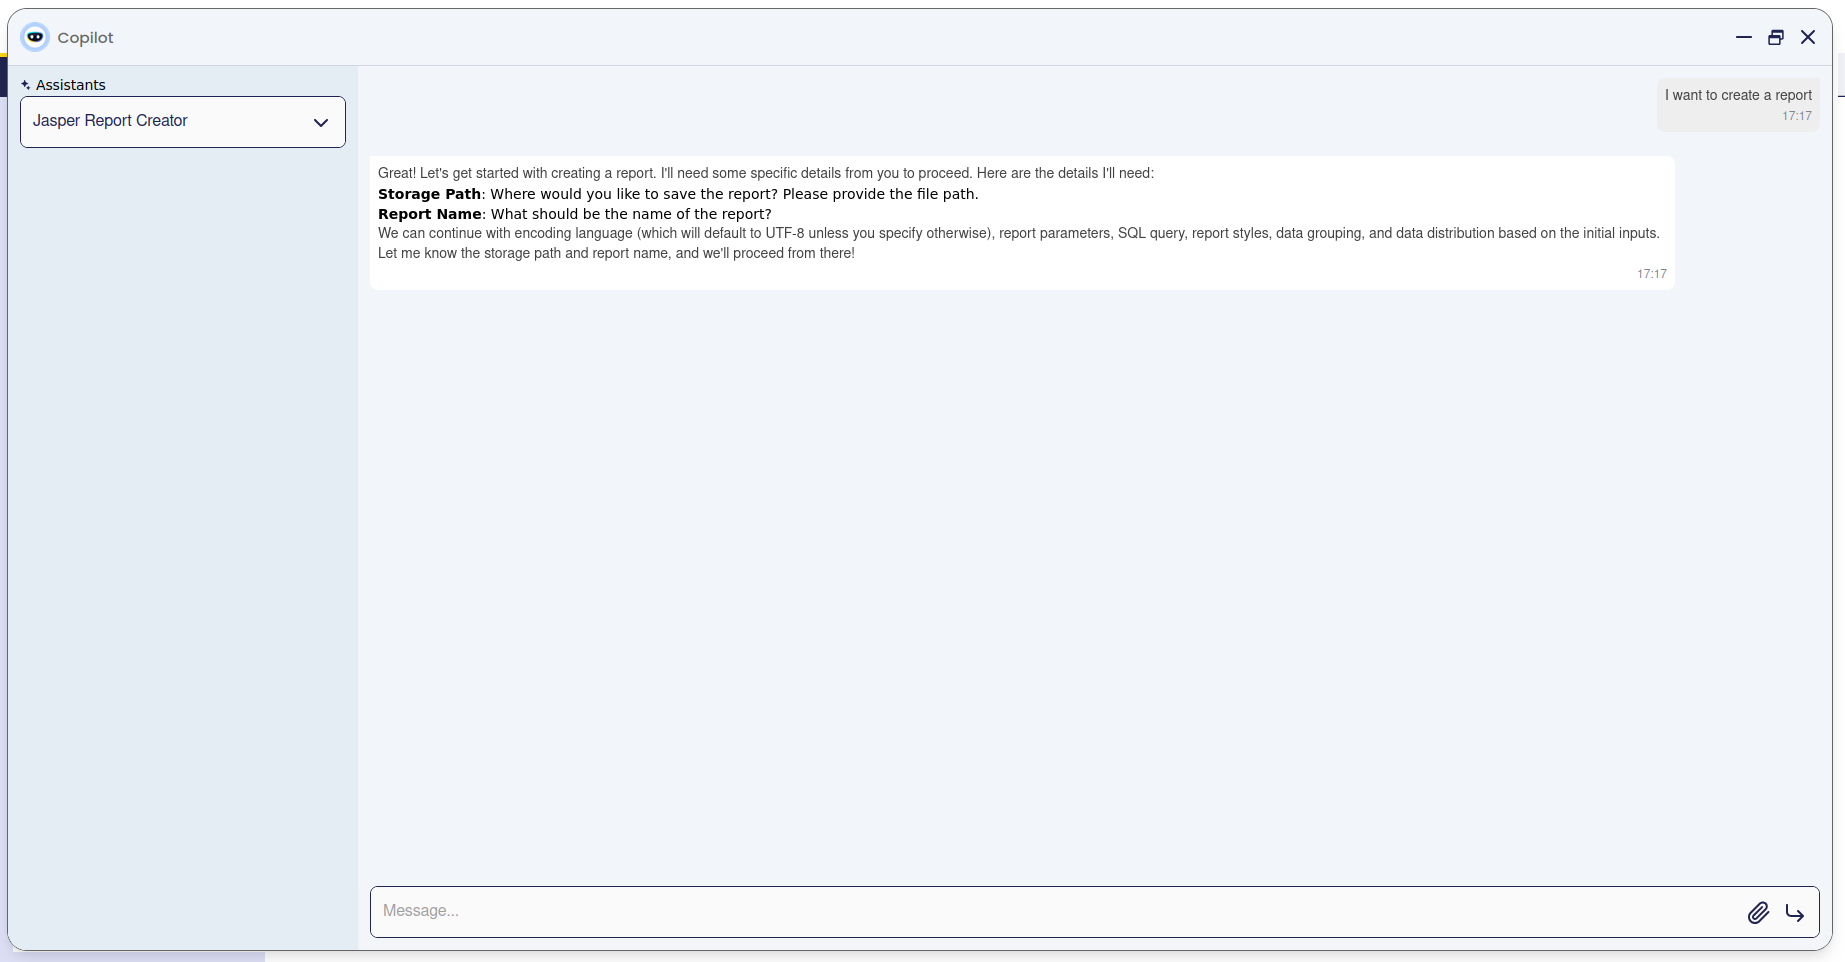 Copilot
Assistants
Jasper Report Creator
I want to create a report
17:17
Great! Let's get started with creating a report. I'll need some specific details from you to proceed. Here are the details I'll need:
Storage Path: Where would you like to save the report? Please provide the file path.
Report Name: What should be the name of the report?
We can continue with encoding language (which will default to UTF-8 unless you specify otherwise), report parameters, SQL query, report styles, data grouping, and data distribution based on the initial inputs.
Let me know the storage path and report name, and we'll proceed from there!
17:17
Message...